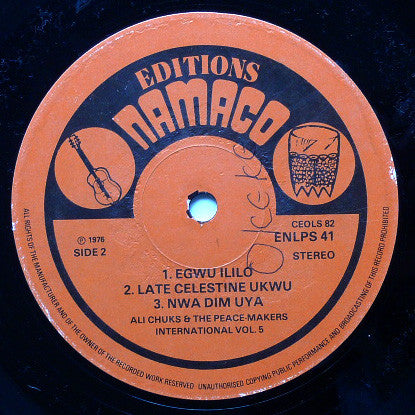 EDITIONS
NAMACO
CEOLS 82
℗ 1976
ENLPS 41
SIDE 2
STEREO
1. EGWU ILILO
2. LATE CELESTINE UKWU
3. NWA DIM UYA
ALI CHUKS & THE PEACE-MAKERS
INTERNATIONAL VOL. 5
ALL RIGHTS OF THE MANUFACTURER AND OF THE OWNER OF THE RECORDED WORK RESERVED UNAUTHORISED COPYING PUBLIC PERFORMANCE AND BROADCASTING OF THIS RECORD PROHIBITED